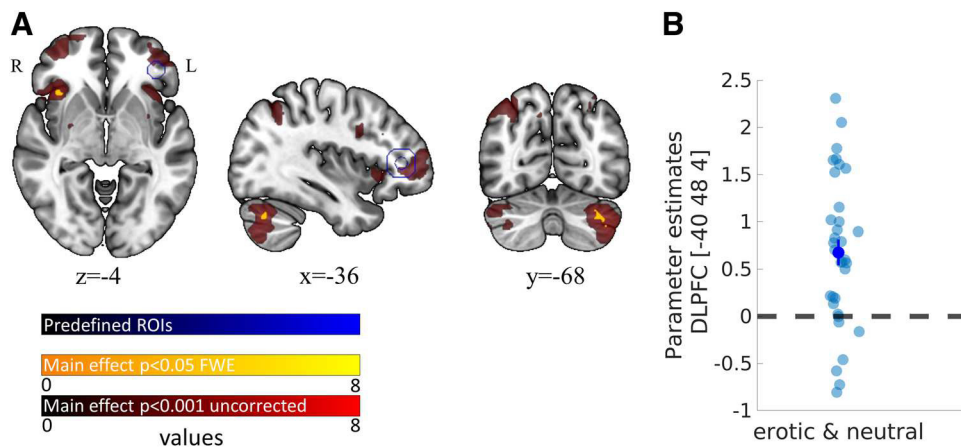 A
R
L
z=-4
x=-36
y=-68
Predefined ROIs
Main effect p<0.05 FWE
0
8
Main effect p<0.001 uncorrected
0
8
values
B
Parameter estimates
DLPFC [-40 48 4]
2.5
2
1.5
1
0.5
0
-0.5
-1
erotic & neutral